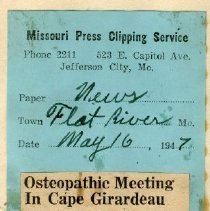 Missouri Press Clipping Service
Phone 2211 523 E. Capitol Ave.
Jefferson City, Mo.
Paper News
Town Flat River Mo.
Date May 16, 1947
Osteopathic Meeting
In Cape Girardeau